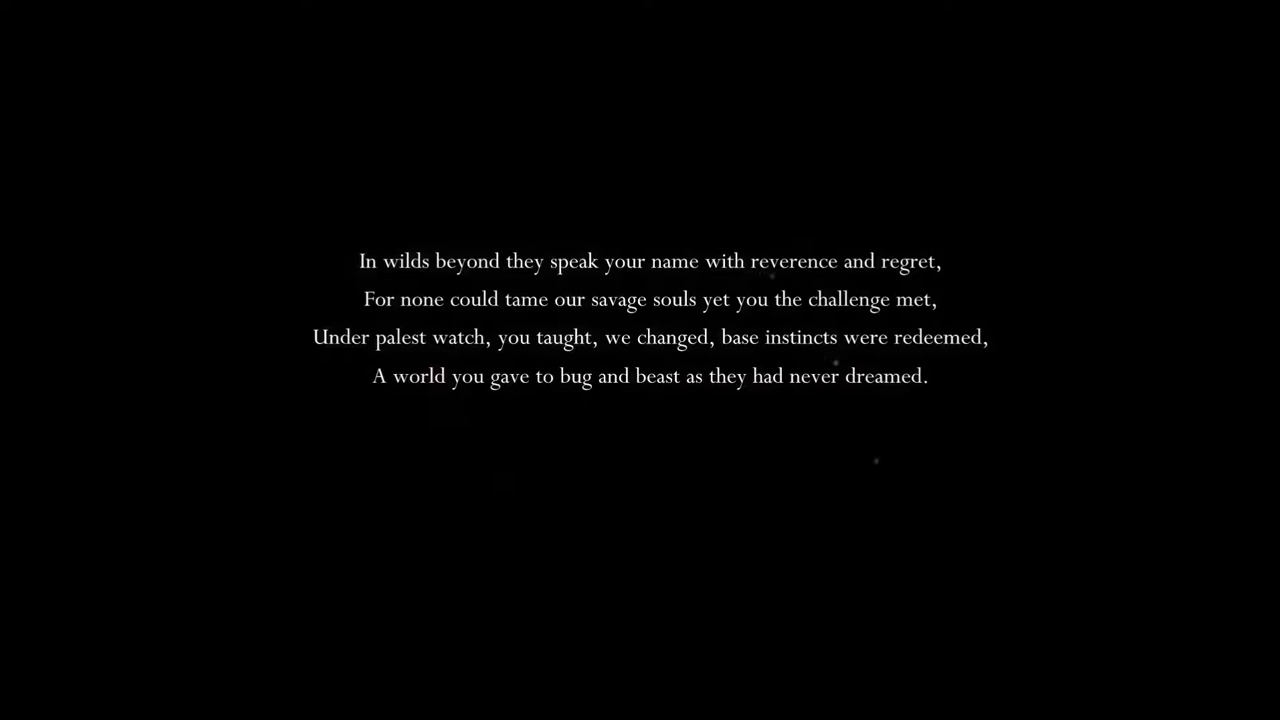 In wilds beyond they speak your name with reverence and regret,
For none could tame our savage souls yet you the challenge met,
Under palest watch, you taught, we changed, base instincts were redeemed,
A world you gave to bug and beast as they had never dreamed.